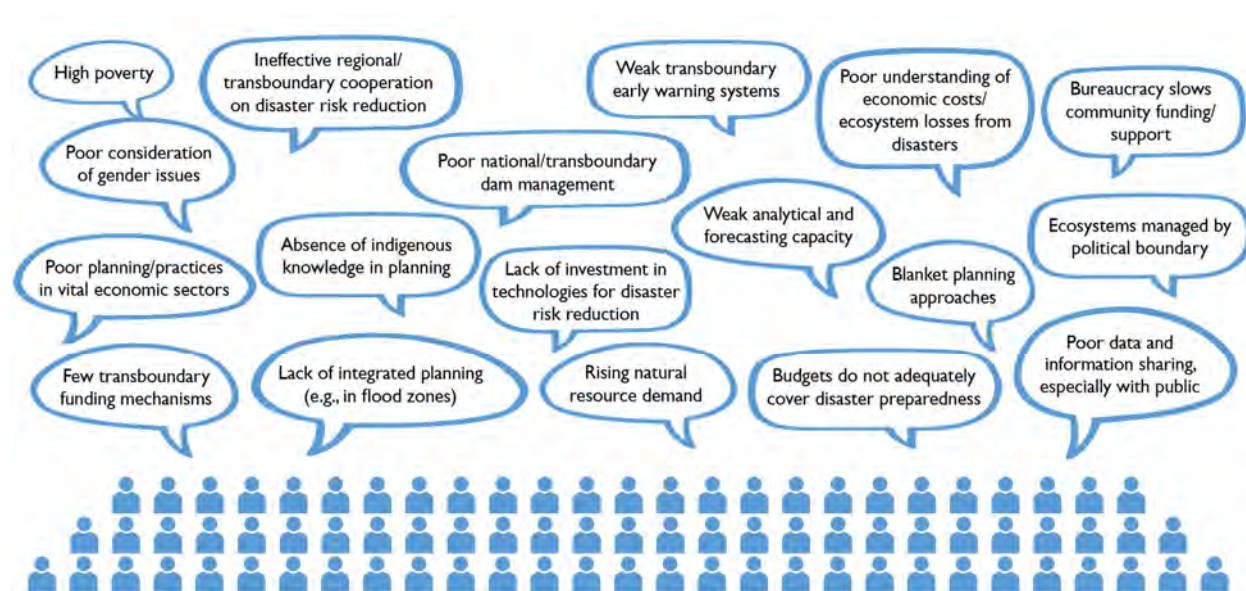 High poverty
Ineffective regional/
transboundary cooperation
on disaster risk reduction
Weak transboundary
early warning systems
Poor understanding of
economic costs/
ecosystem losses from
disasters
Bureaucracy slows
community funding/
support
Poor consideration
of gender issues
Poor national/transboundary
dam management
Weak analytical and
forecasting capacity
Ecosystems managed by
political boundary
Poor planning/practices
in vital economic sectors
Absence of indigenous
knowledge in planning
Lack of investment in
technologies for disaster
risk reduction
Blanket planning
approaches
Few transboundary
funding mechanisms
Lack of integrated planning
(e.g., in flood zones)
Rising natural
resource demand
Budgets do not adequately
cover disaster preparedness
Poor data and
information sharing,
especially with public